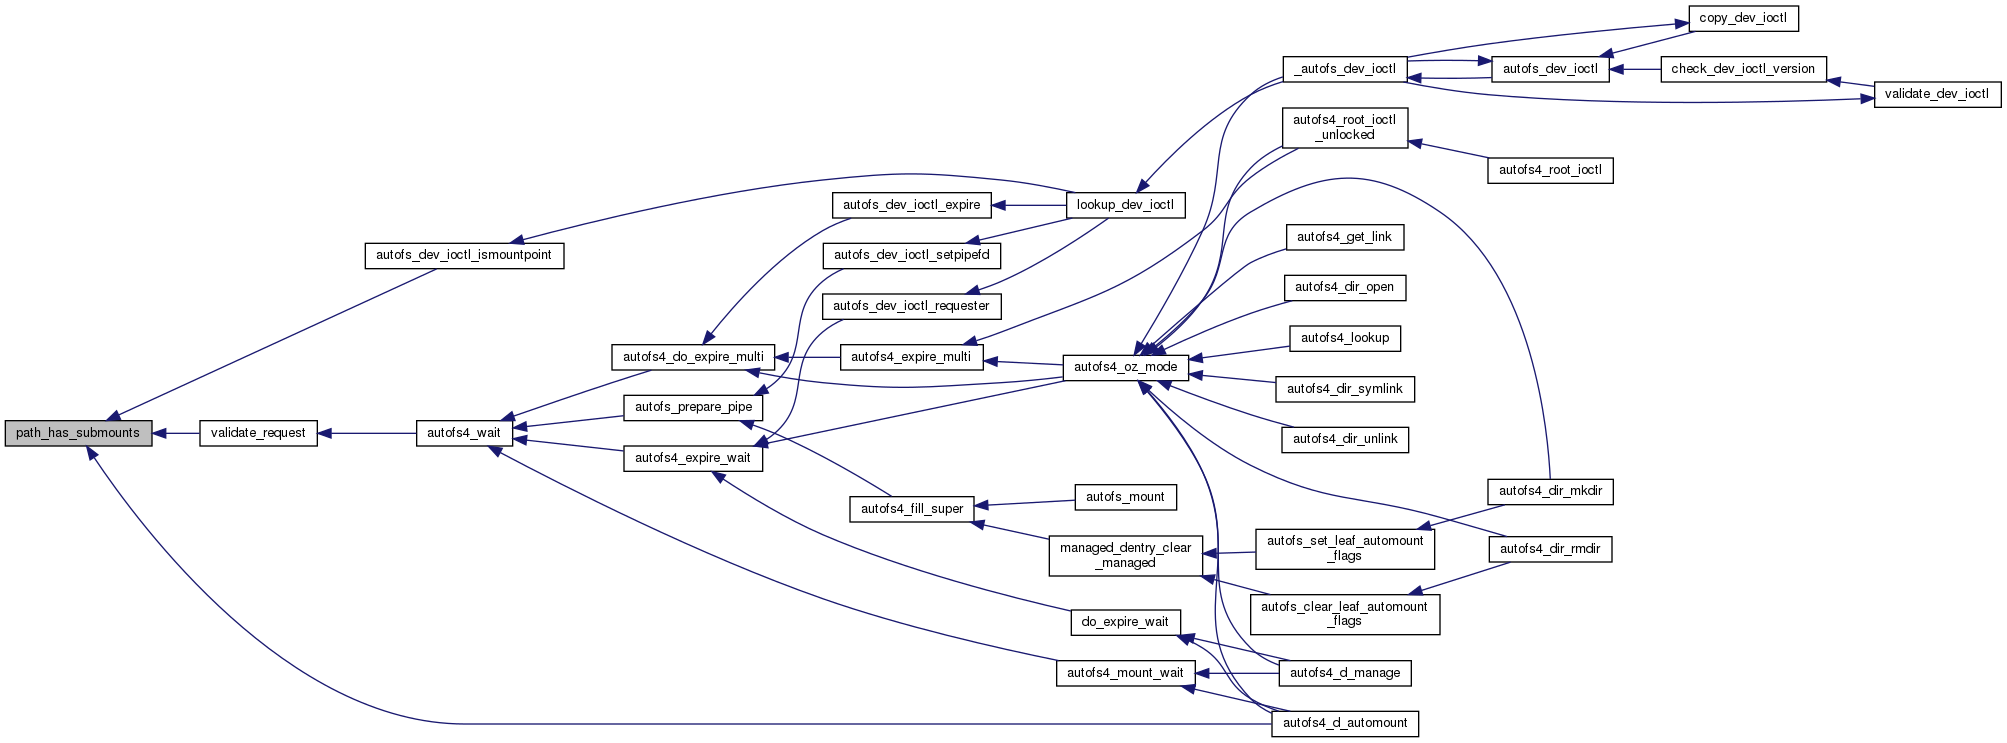 copy_dev_ioctl
_autofs_dev_ioctl
autofs_dev_ioctl
check_dev_ioctl_version
validate_dev_ioctl
autofs4_root_ioctl
_unlocked
autofs4_root_ioctl
autofs_dev_ioctl_expire
lookup_dev_ioctl
autofs4_get_link
autofs_dev_ioctl_ismountpoint
autofs_dev_ioctl_setpipefd
autofs4_dir_open
autofs_dev_ioctl_requester
autofs4_lookup
autofs4_do_expire_multi
autofs4_expire_multi
autofs4_oz_mode
autofs4_dir_symlink
autofs_prepare_pipe
path_has_submounts
validate_request
autofs4_wait
autofs4_dir_unlink
autofs4_expire_wait
autofs4_dir_mkdir
autofs_mount
autofs4_fill_super
autofs_set_leaf_automount
_flags
managed_dentry_clear
_managed
autofs4_dir_rmdir
autofs_clear_leaf_automount
_flags
do_expire_wait
autofs4_mount_wait
autofs4_d_manage
autofs4_d_automount